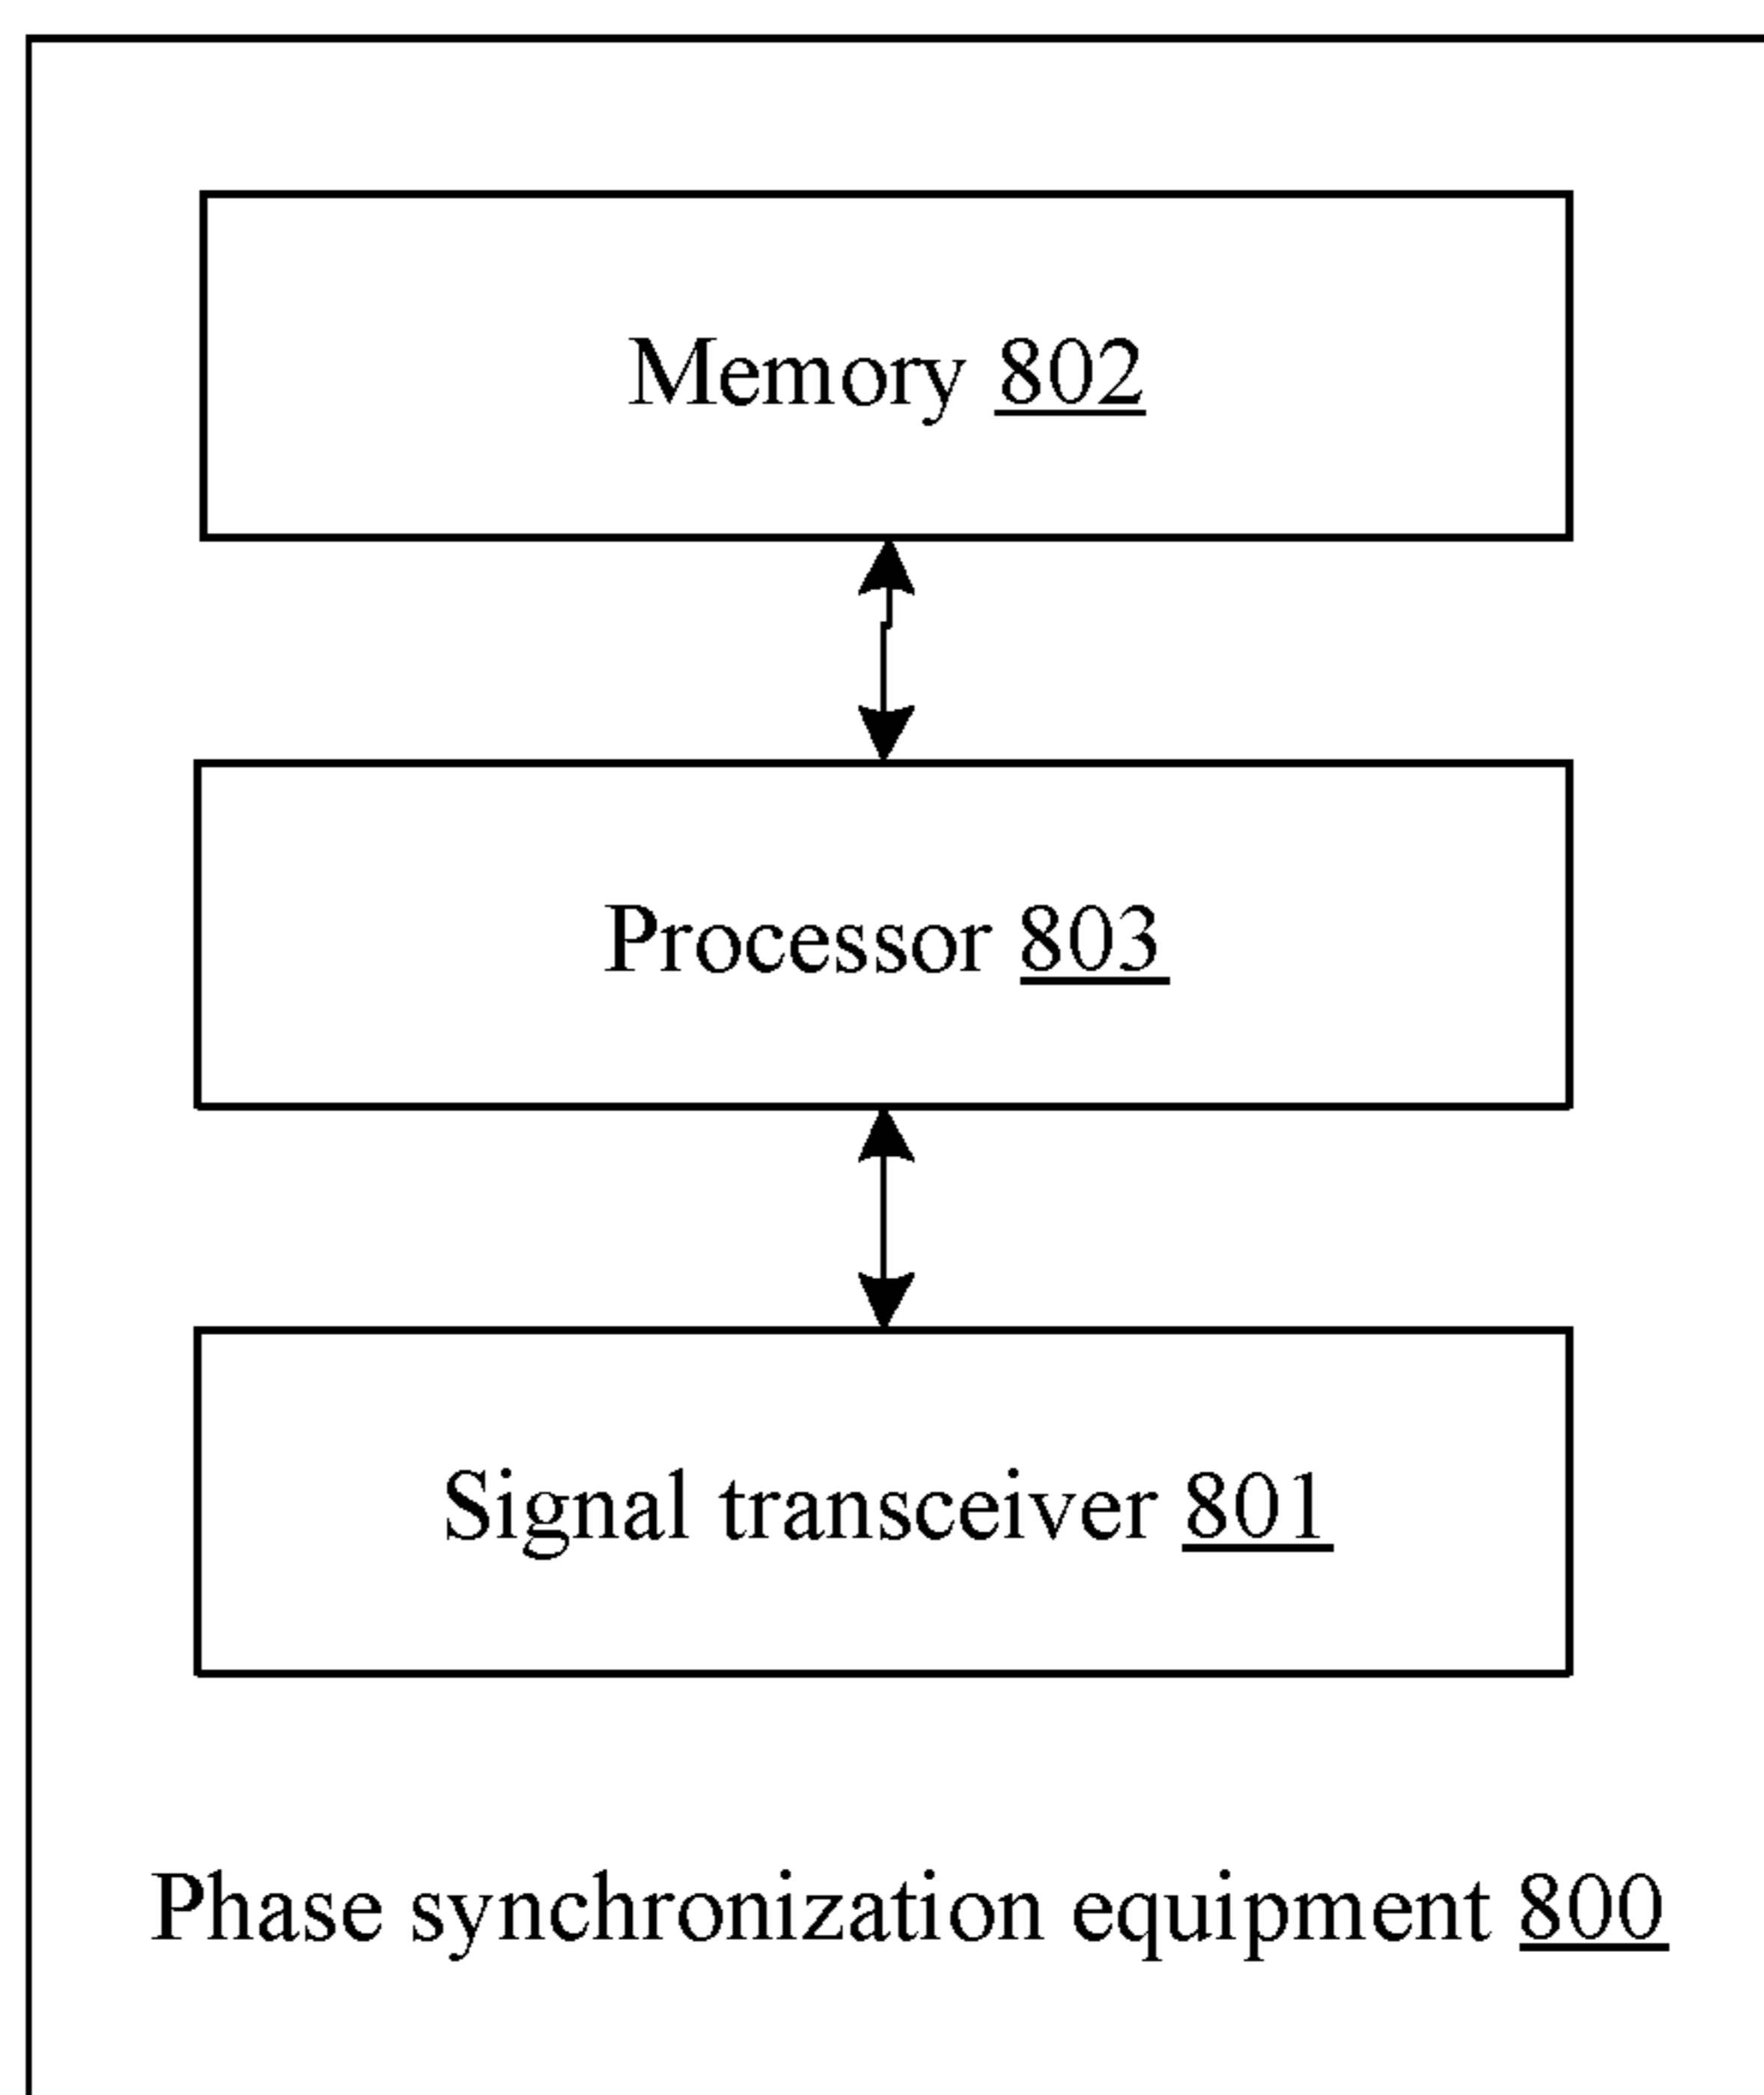 Memory 802
Processor 803
Signal transceiver 801
Phase synchronization equipment 800